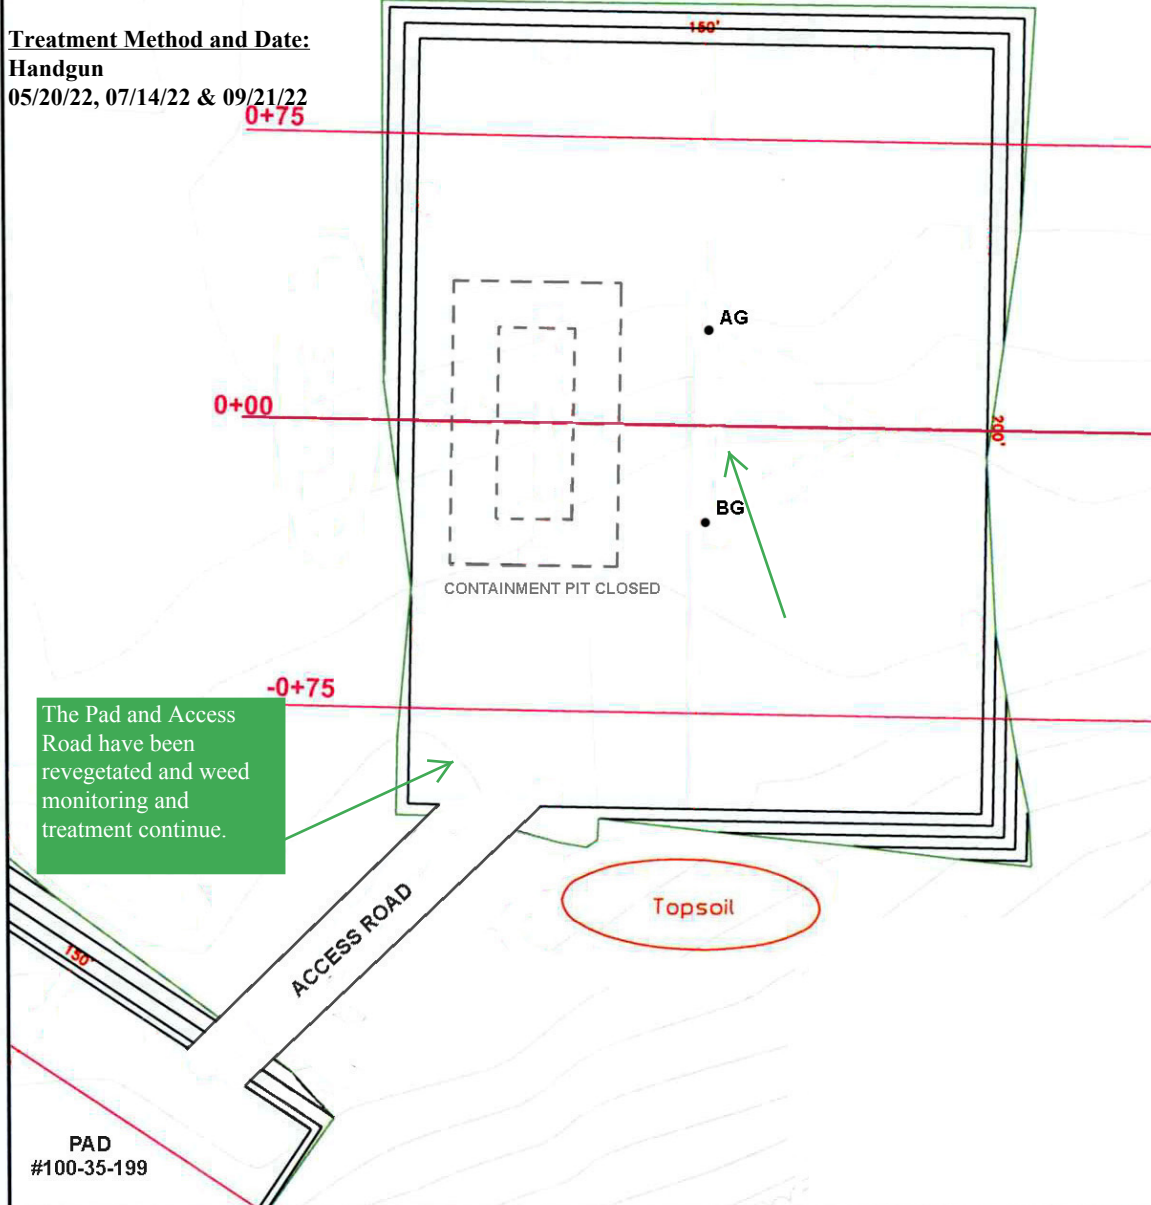 Treatment Method and Date:
Handgun
05/20/22, 07/14/22 & 09/21/22
150'
0+75
AG
0+00
200'
BG
CONTAINMENT PIT CLOSED
-0+75
The Pad and Access
Road have been
revegetated and weed
monitoring and
treatment continue.
ACCESS ROAD
Topsoil
150'
PAD
#100-35-199